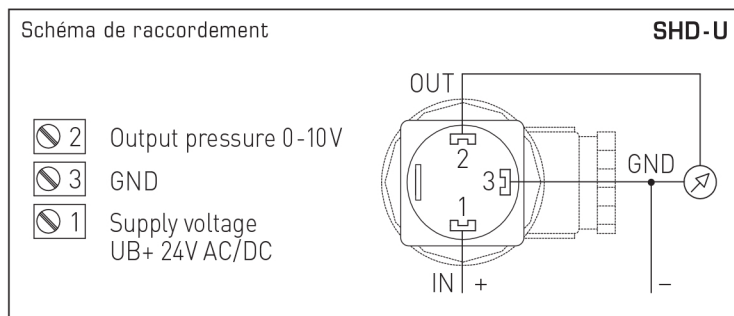 Schéma de raccordement
SHD-U
2 Output pressure 0-10V
3 GND
1 Supply voltage
UB+ 24V AC/DC
OUT
2
3
1
GND
IN +
–